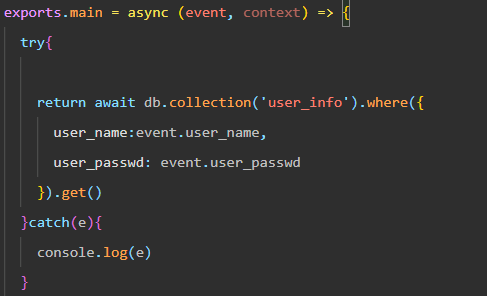 exports.main = async (event, context) => {
try{
return await db.collection('user_info').where({
user_name:event.user_name,
user_passwd: event.user_passwd
}).get()
}catch(e){
console.log(e)
}